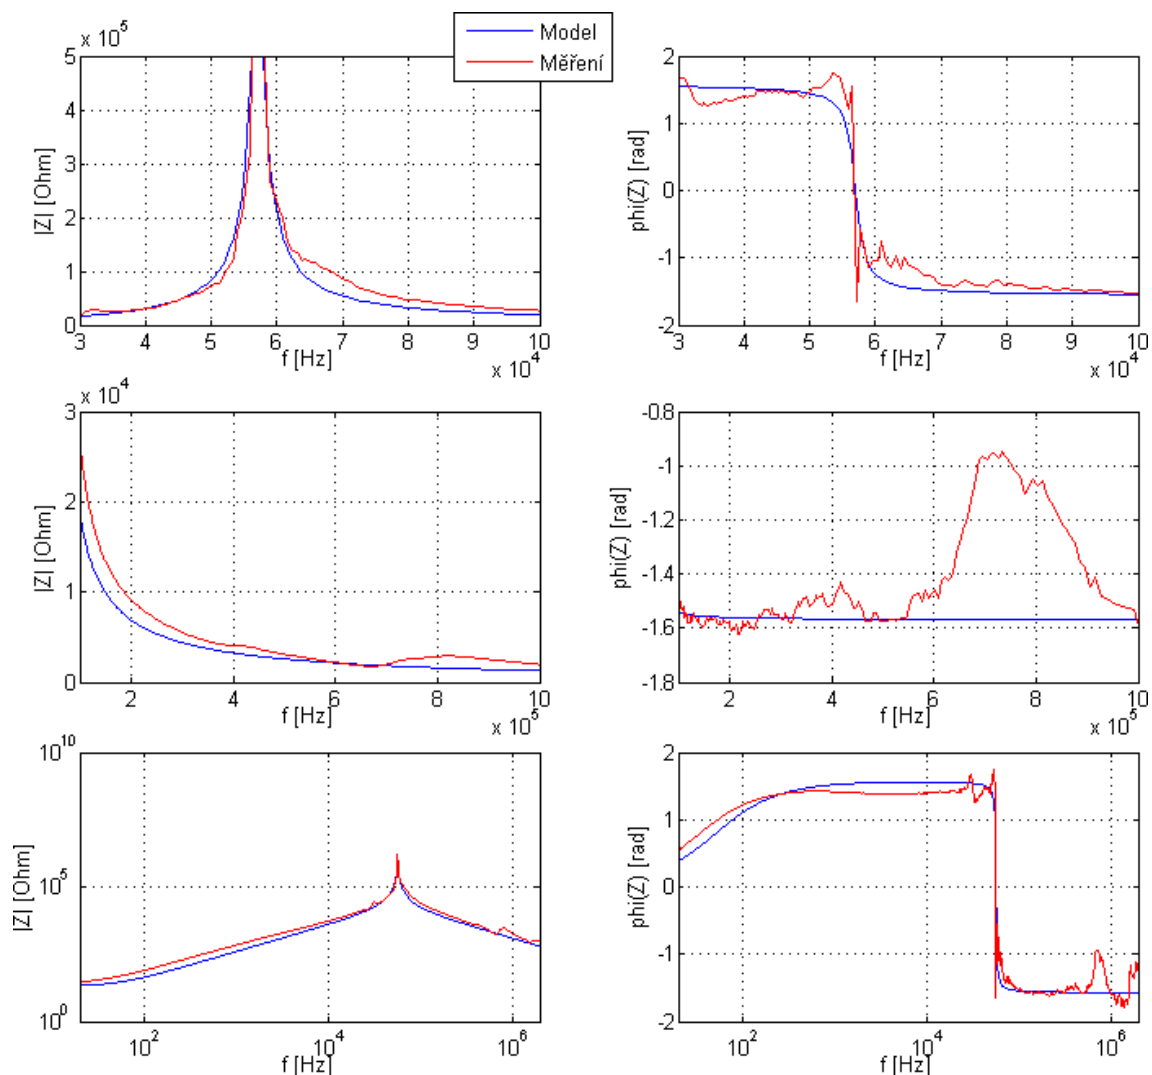 Model
Měření
x 10^5
5
4
3
2
1
0
|Z| [Ohm]
3 4 5 6 7 8 9 10
f [Hz]
x 10^4
2
1
0
-1
-2
phi(Z) [rad]
3 4 5 6 7 8 9 10
f [Hz]
x 10^4
x 10^4
3
2
1
0
|Z| [Ohm]
2 4 6 8 10
f [Hz]
x 10^5
-0.8
-1
-1.2
-1.4
-1.6
-1.8
phi(Z) [rad]
2 4 6 8 10
f [Hz]
x 10^5
10^10
10^5
10^0
|Z| [Ohm]
10^2 10^4 10^6
f [Hz]
2
1
0
-1
-2
phi(Z) [rad]
10^2 10^4 10^6
f [Hz]